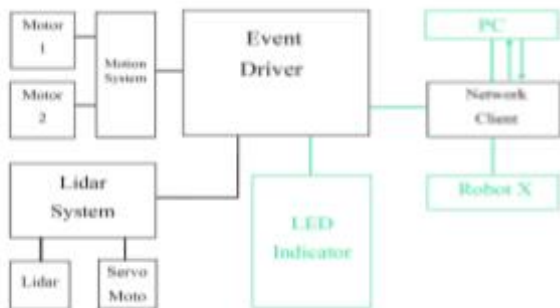 Motor
1
Motor
2
Motion
System
Event
Driver
PC
Network
Client
Robot X
Lidar
System
Lidar
Servo
Moto
LED
Indicator